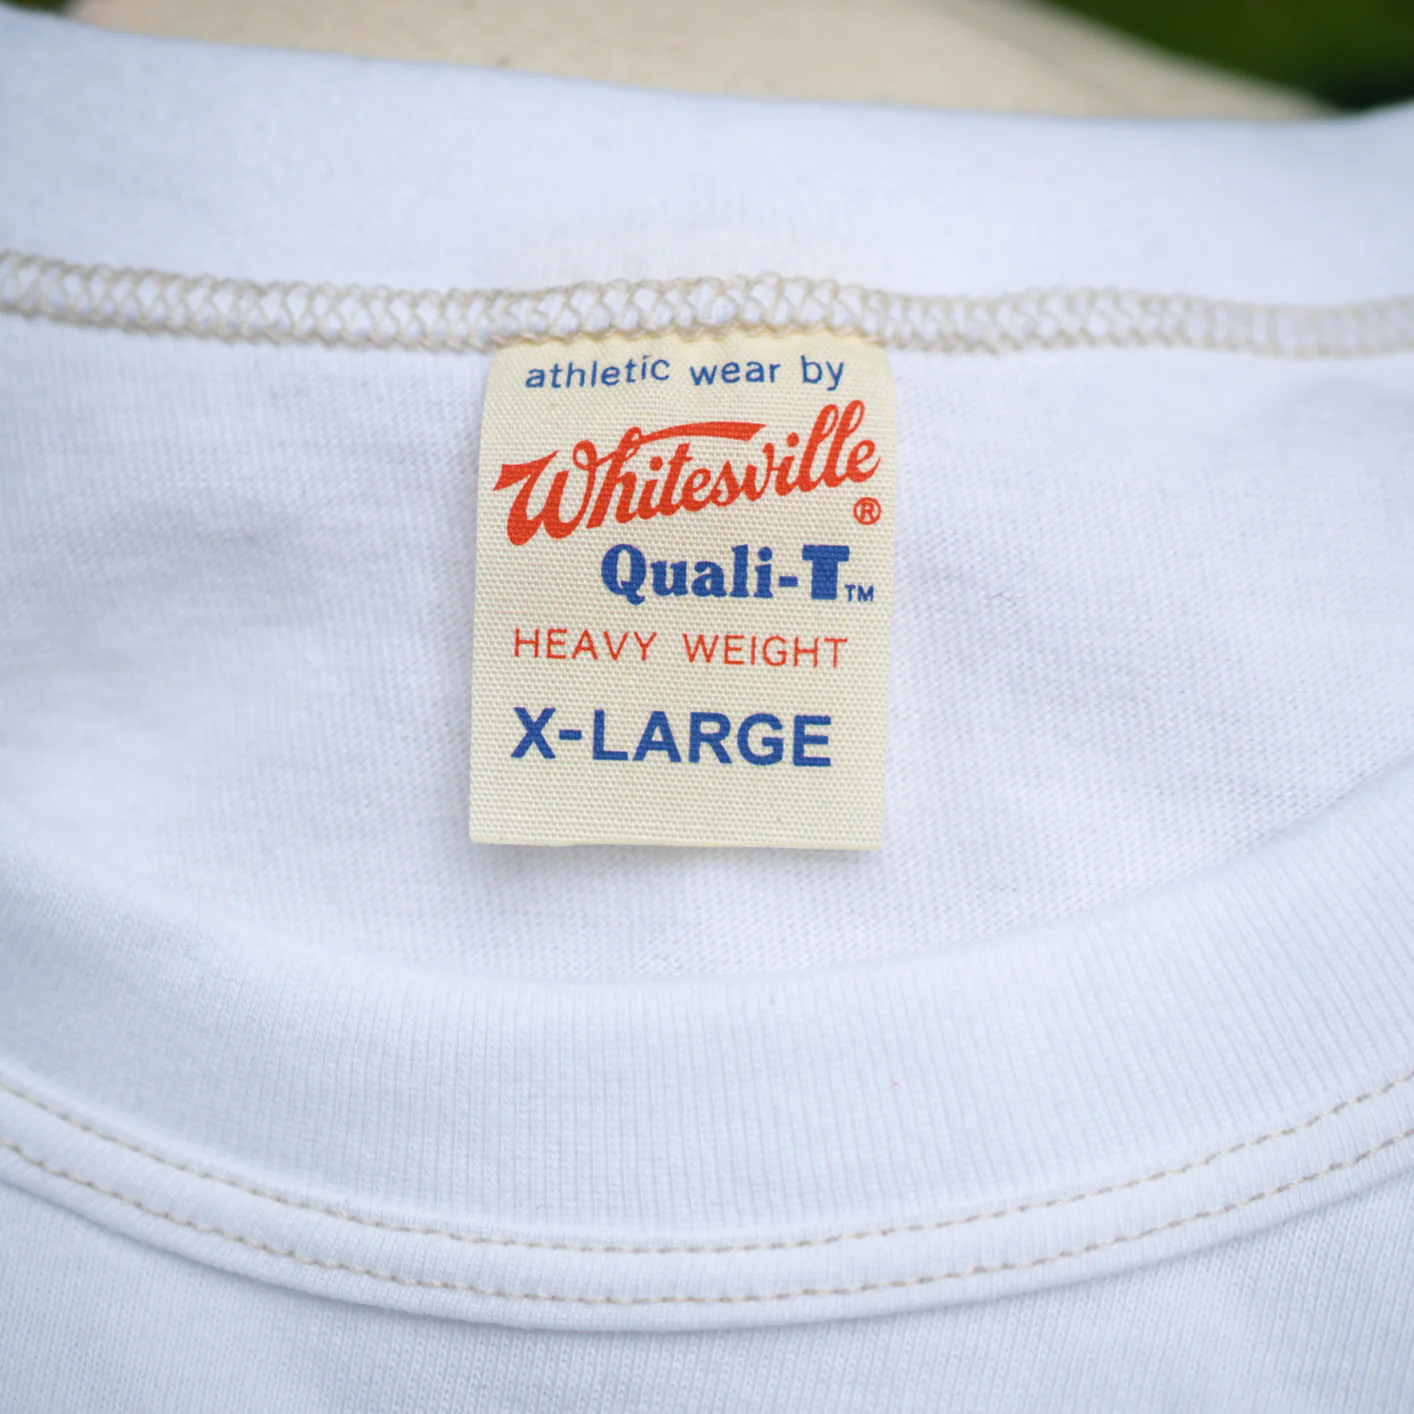 athletic wear by
Whitesville
®
Quali-T™
HEAVY WEIGHT
X-LARGE